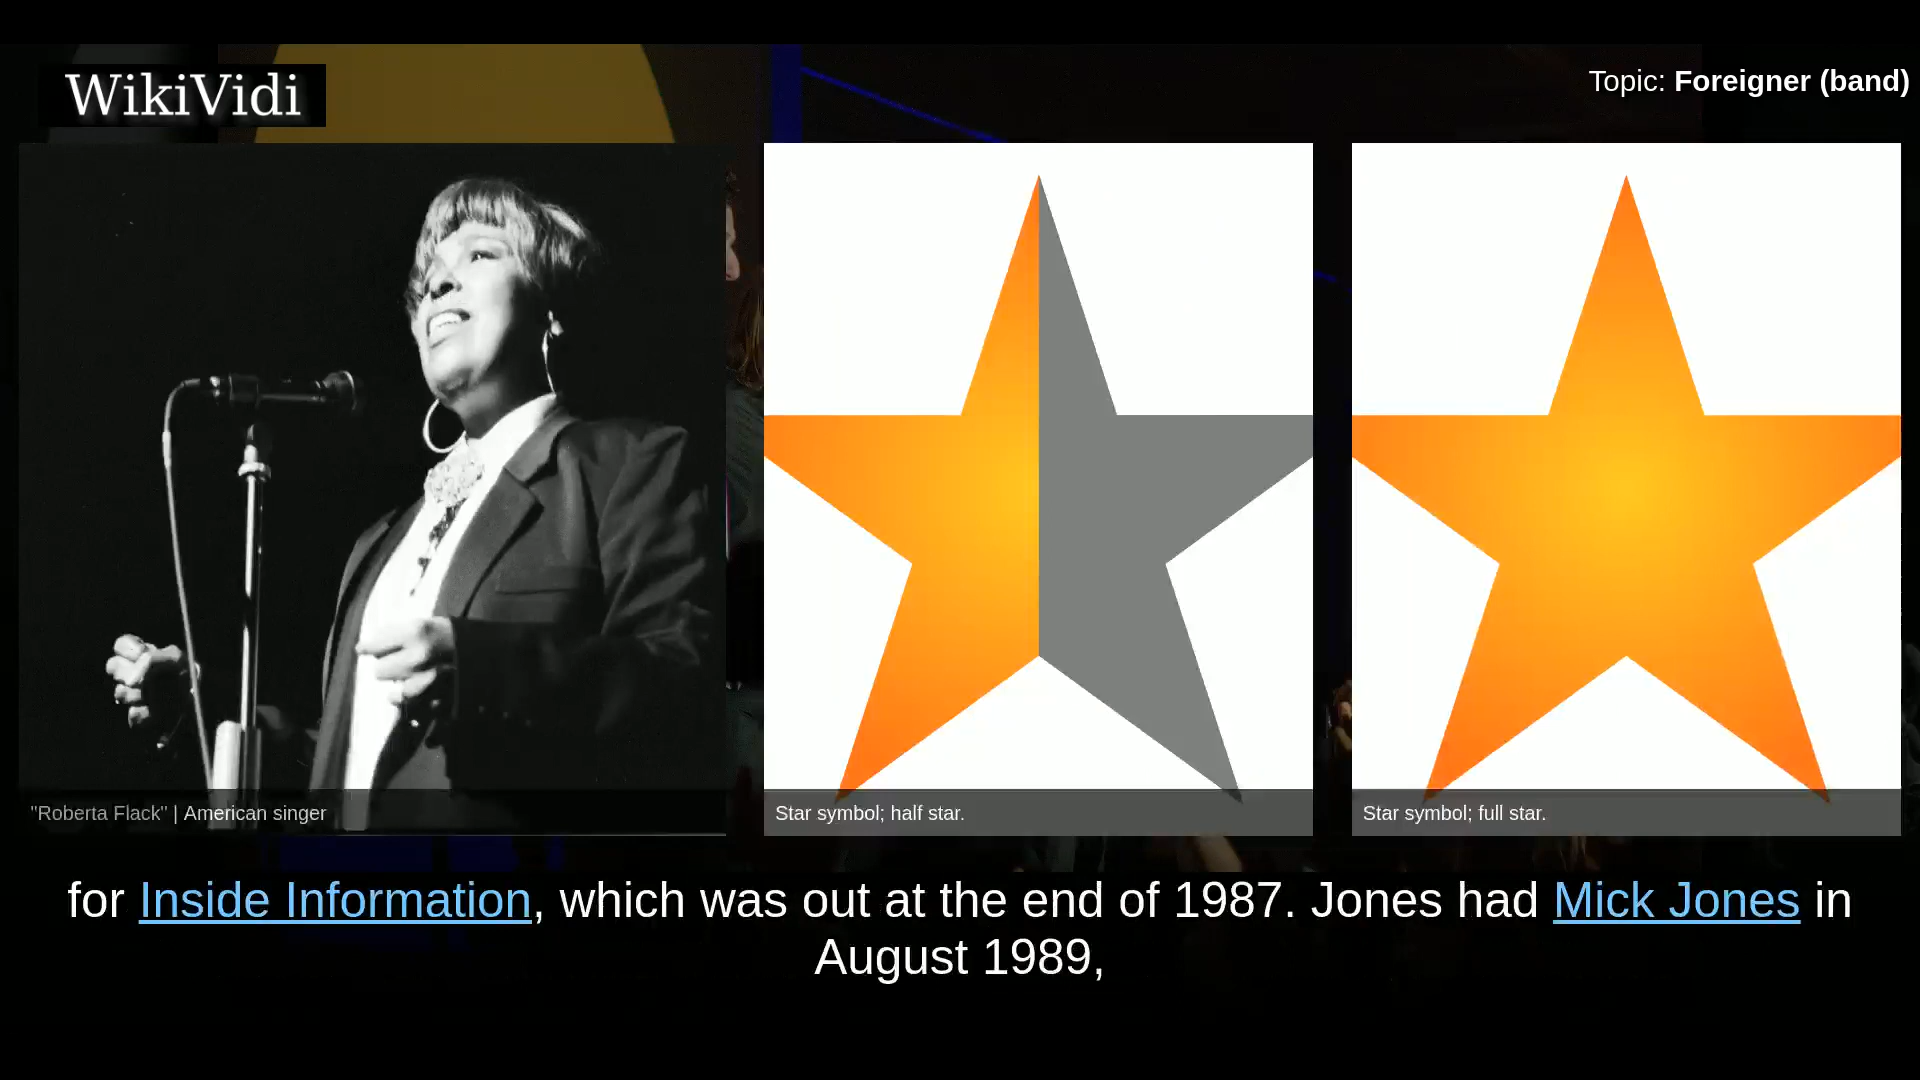 WikiVidi
Topic: Foreigner (band)
"Roberta Flack" | American singer
Star symbol; half star.
Star symbol; full star.
for Inside Information, which was out at the end of 1987. Jones had Mick Jones in
August 1989,